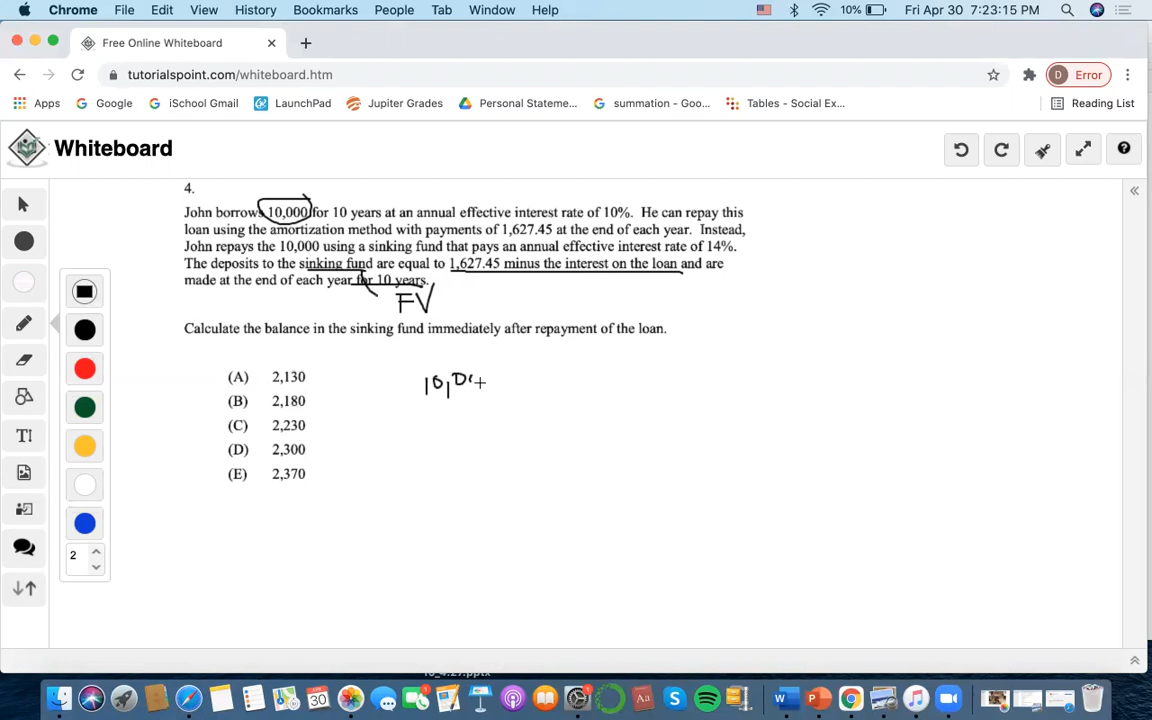 Chrome File Edit View History Bookmarks People Tab Window Help 10% Fri Apr 30 7:23:15 PM
Free Online Whiteboard
tutorialspoint.com/whiteboard.htm D Error
Apps Google iSchool Gmail LaunchPad Jupiter Grades Personal Stateme... summation - Goo... Tables - Social Ex... Reading List
Whiteboard
4.
John borrows 10,000 for 10 years at an annual effective interest rate of 10%. He can repay this
loan using the amortization method with payments of 1,627.45 at the end of each year. Instead,
John repays the 10,000 using a sinking fund that pays an annual effective interest rate of 14%.
The deposits to the sinking fund are equal to 1,627.45 minus the interest on the loan and are
made at the end of each year for 10 years.
FV
Calculate the balance in the sinking fund immediately after repayment of the loan.
(A) 2,130
(B) 2,180
(C) 2,230
(D) 2,300
(E) 2,370
2